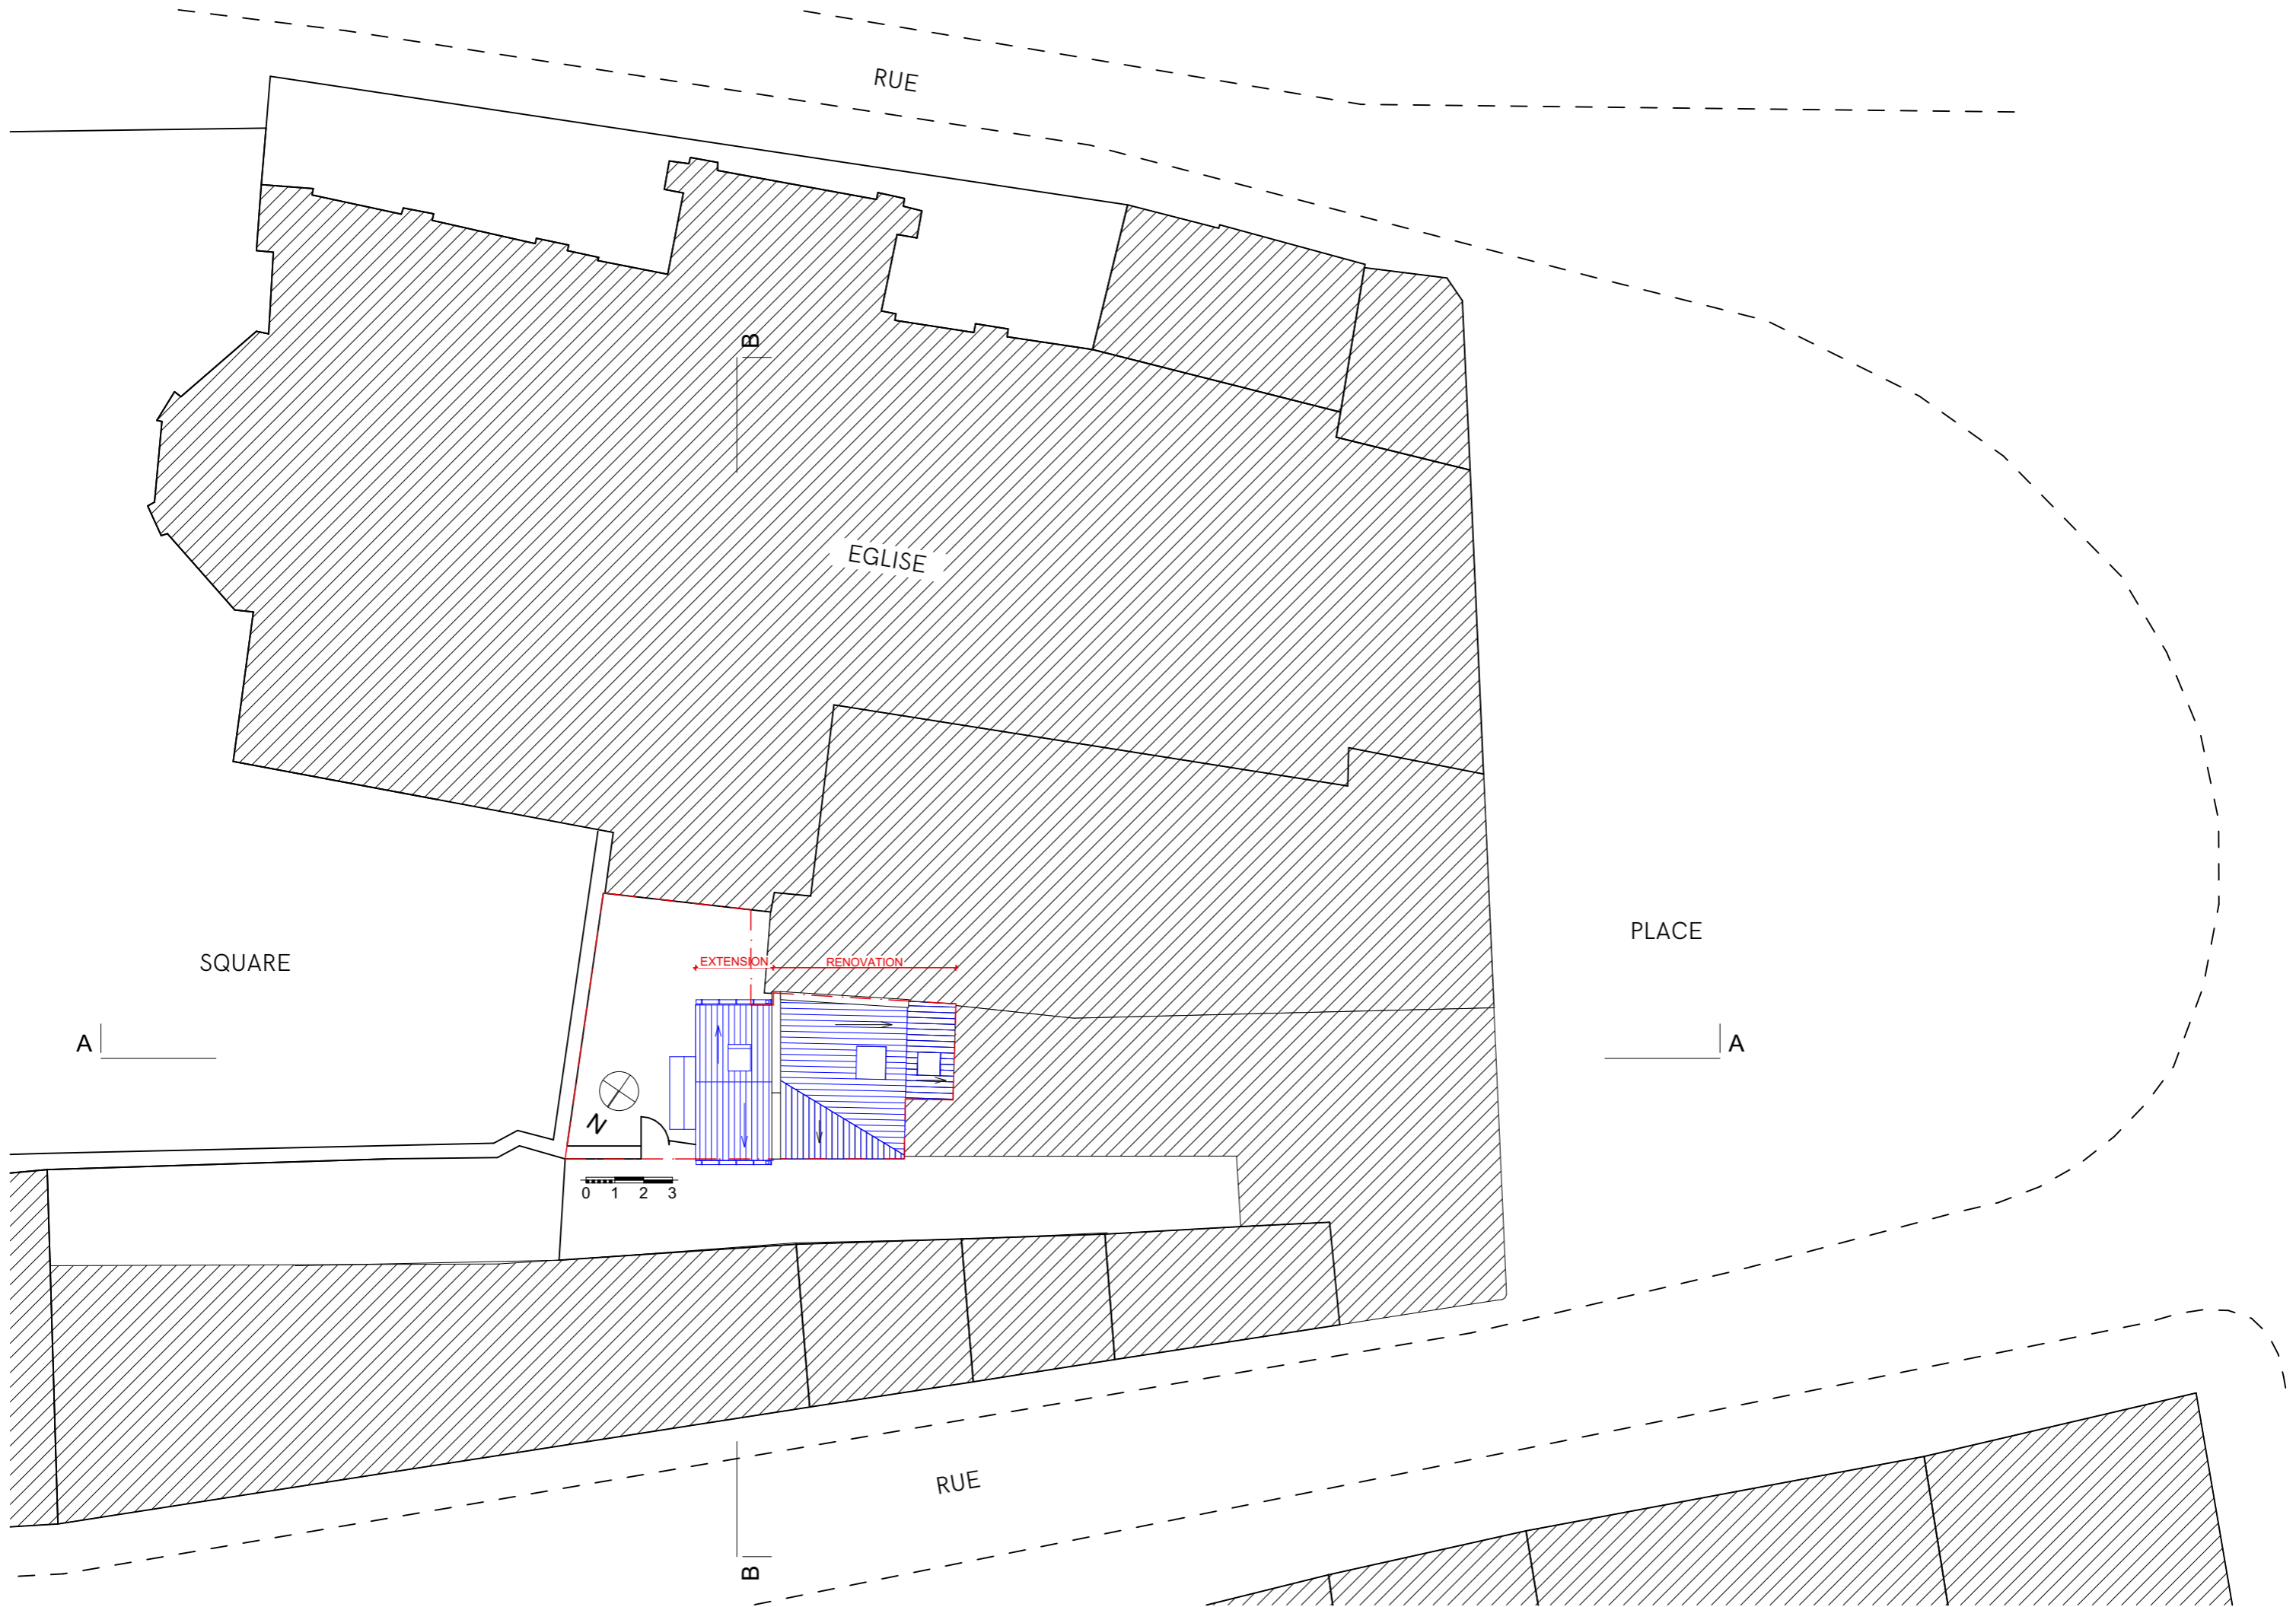 RUE
B
EGLISE
PLACE
SQUARE
EXTENSION
RENOVATION
A
A
N
0 1 2 3
RUE
B